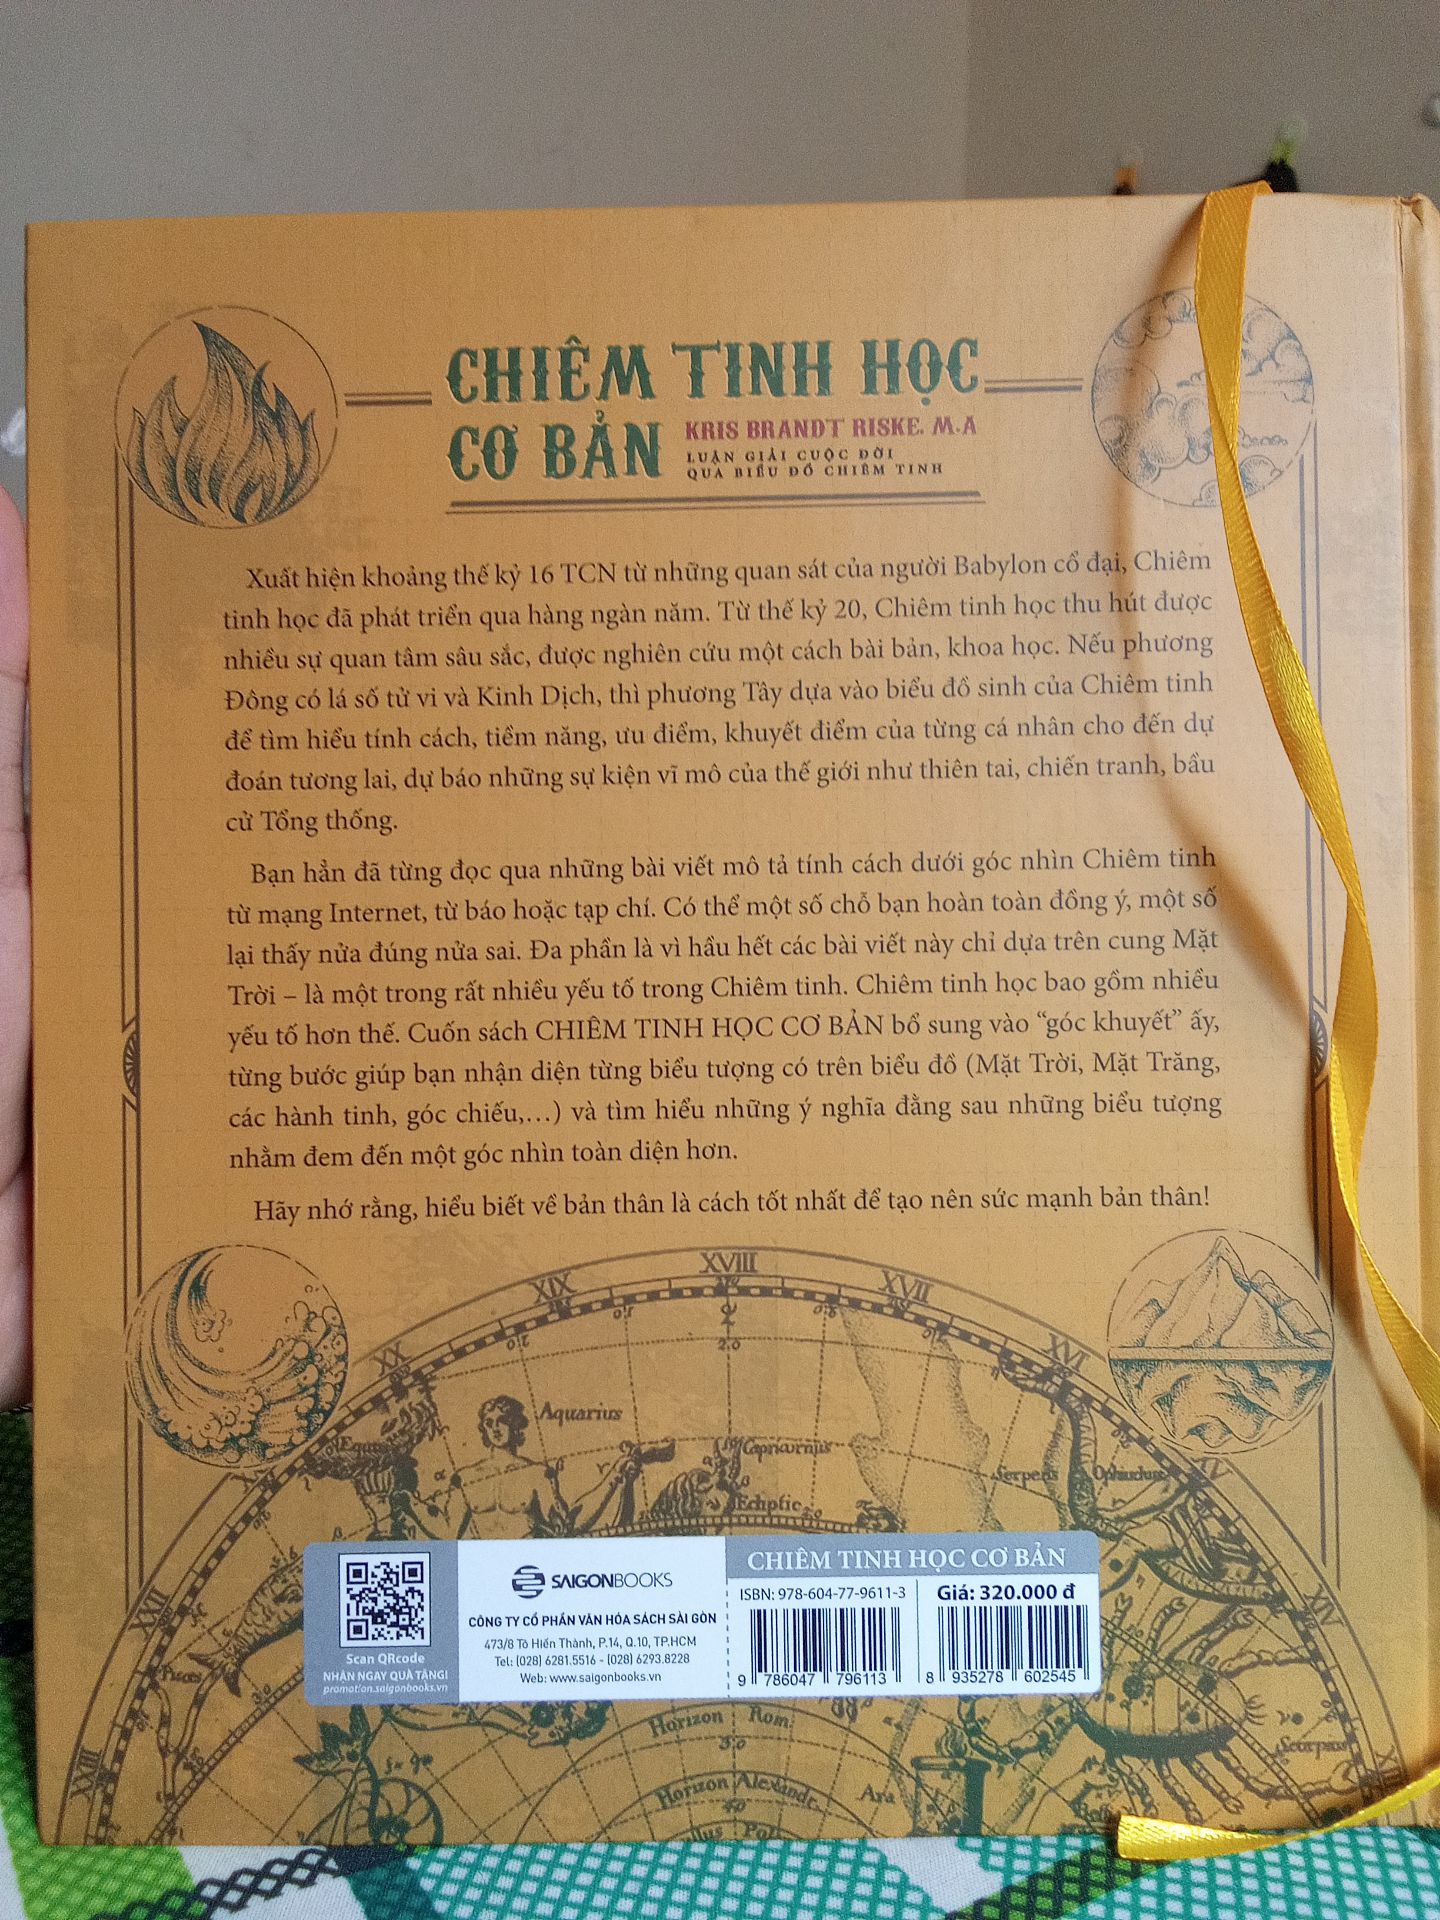 CHIÊM TINH HỌC
CƠ BẢN
KRIS BRANDT RISKE. M.A
LUẬN GIẢI CUỘC ĐỜI
QUA BIỂU ĐỒ CHIÊM TINH
Xuất hiện khoảng thế kỷ 16 TCN từ những quan sát của người Babylon cổ đại, Chiêm
tinh học đã phát triển qua hàng ngàn năm. Từ thế kỷ 20, Chiêm tinh học thu hút được
nhiều sự quan tâm sâu sắc, được nghiên cứu một cách bài bản, khoa học. Nếu phương
Đông có lá số tử vi và Kinh Dịch, thì phương Tây dựa vào biểu đồ sinh của Chiêm tinh
để tìm hiểu tính cách, tiềm năng, ưu điểm, khuyết điểm của từng cá nhân cho đến dự
đoán tương lai, dự báo những sự kiện vĩ mô của thế giới như thiên tai, chiến tranh, bầu
cử Tổng thống.
Bạn hẳn đã từng đọc qua những bài viết mô tả tính cách dưới góc nhìn Chiêm tinh
từ mạng Internet, từ báo hoặc tạp chí. Có thể một số chỗ bạn hoàn toàn đồng ý, một số
lại thấy nửa đúng nửa sai. Đa phần là vì hầu hết các bài viết này chỉ dựa trên cung Mặt
Trời – là một trong rất nhiều yếu tố trong Chiêm tinh. Chiêm tinh học bao gồm nhiều
yếu tố hơn thế. Cuốn sách CHIÊM TINH HỌC CƠ BẢN bổ sung vào “góc khuyết” ấy,
từng bước giúp bạn nhận diện từng biểu tượng có trên biểu đồ (Mặt Trời, Mặt Trăng,
các hành tinh, góc chiếu,...) và tìm hiểu những ý nghĩa đằng sau những biểu tượng
nhằm đem đến một góc nhìn toàn diện hơn.
Hãy nhớ rằng, hiểu biết về bản thân là cách tốt nhất để tạo nên sức mạnh bản thân!
XVIII
XIX
XVII
XX
XVI
2.0
Aquarius
Capricornus
Serpens
Ophiuchus
Ecliptic
XV
XIV
XXII
XXIII
Scan QRcode
NHẬN NGAY QUÀ TẶNG!
promotion.saigonbooks.vn
SAIGONBOOKS
CÔNG TY CỔ PHẦN VĂN HÓA SÁCH SÀI GÒN
473/8 Tô Hiến Thành, P.14, Q.10, TP.HCM
Tel: (028) 6281.5516 - (028) 6293.8228
Web: www.saigonbooks.vn
CHIÊM TINH HỌC CƠ BẢN
ISBN: 978-604-77-9611-3
Giá: 320.000 đ
9 786047 796113
8 935278 602545
Horizon Rom:
Horizon Alexandr.
Ara
Scorpius